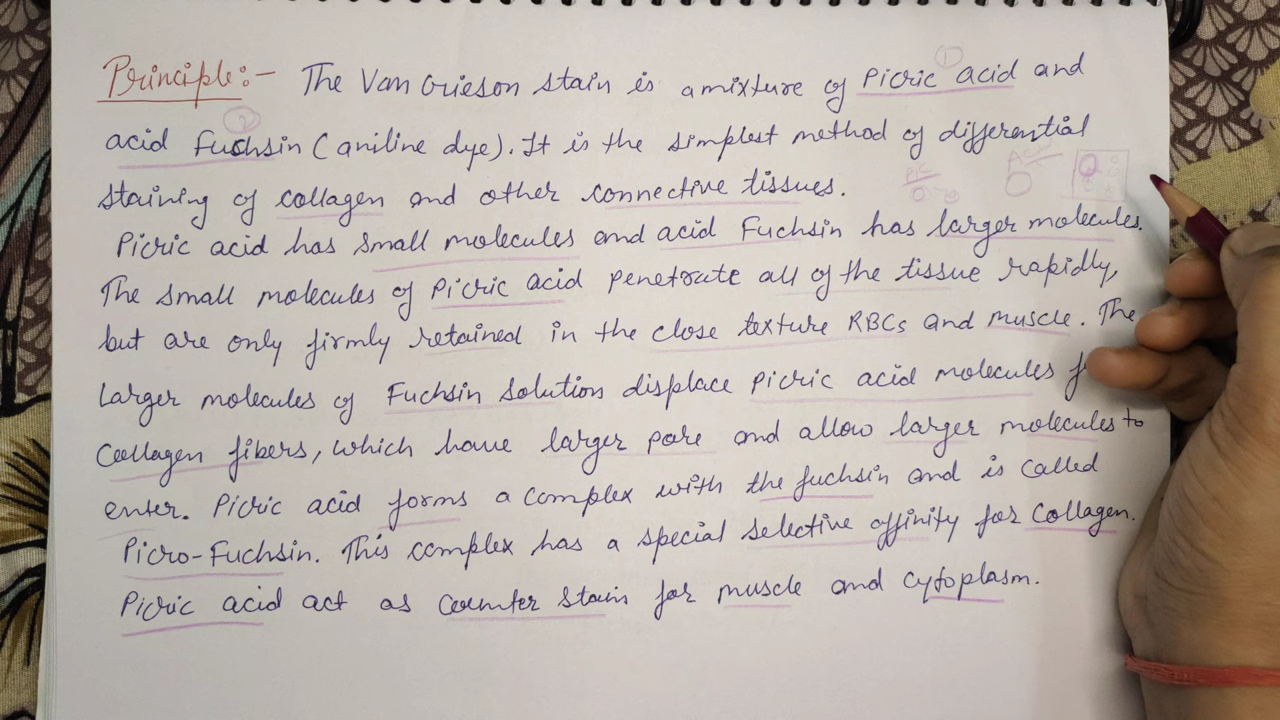 Principle:- The Van Grieson stain is a mixture of Picric acid and
acid Fuchsin (aniline dye). It is the simplest method of differential
staining of collagen and other connective tissues.
Picric acid has small molecules and acid Fuchsin has larger molecules.
The small molecules of Picric acid penetrate all of the tissue rapidly,
but are only firmly retained in the close texture RBCs and muscle. The
Larger molecules of Fuchsin Solution displace picric acid molecules
Collagen fibers, which have larger pore and allow larger molecules to
enter. Picric acid forms a complex with the fuchsin and is called
Picro-Fuchsin. This complex has a special selective affinity for Collagen.
Picric acid act as counter stain for muscle and cytoplasm.